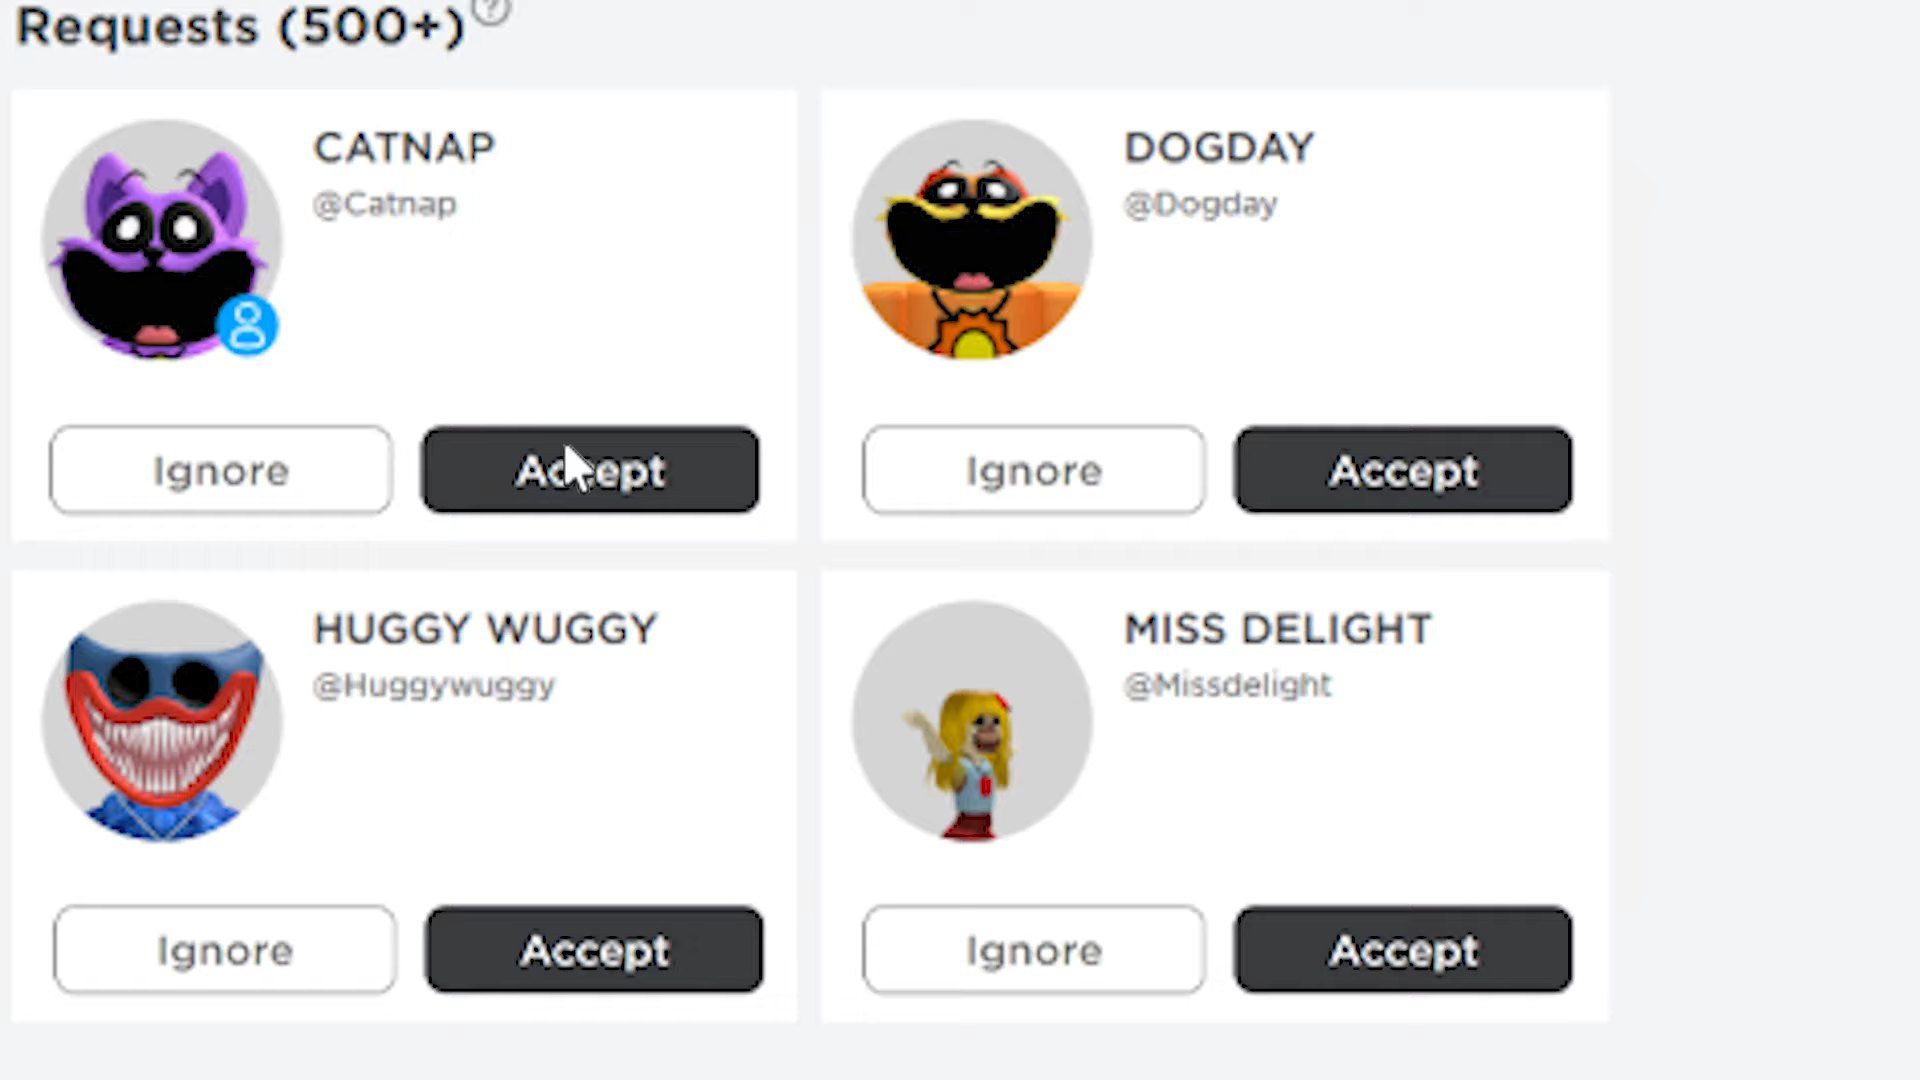 Requests (500+) ?
CATNAP
@Catnap
Ignore
Accept
DOGDAY
@Dogday
Ignore
Accept
HUGGY WUGGY
@Huggywuggy
Ignore
Accept
MISS DELIGHT
@Missdelight
Ignore
Accept